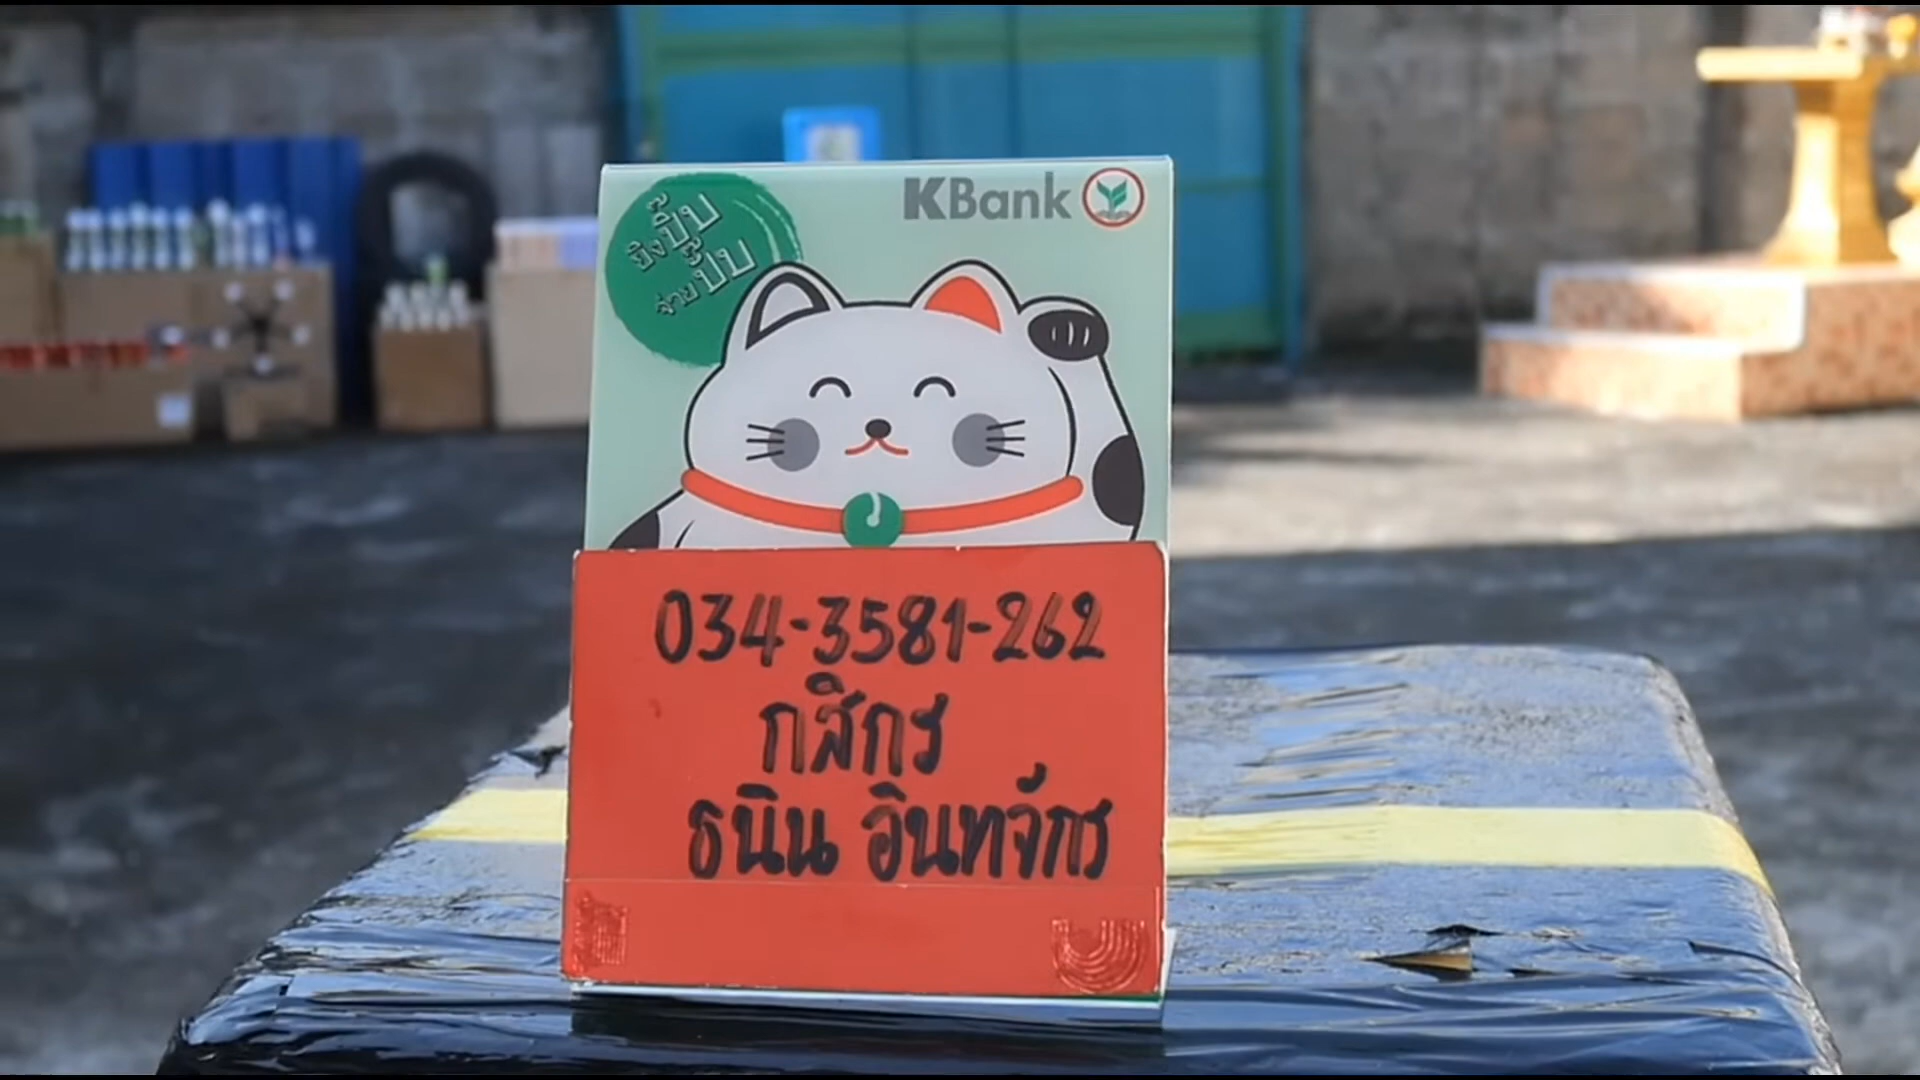 ยิงปุ๊บ
จ่ายปั๊บ
KBank
034-3581-262
กสิกร
ธนิน อินทจักร